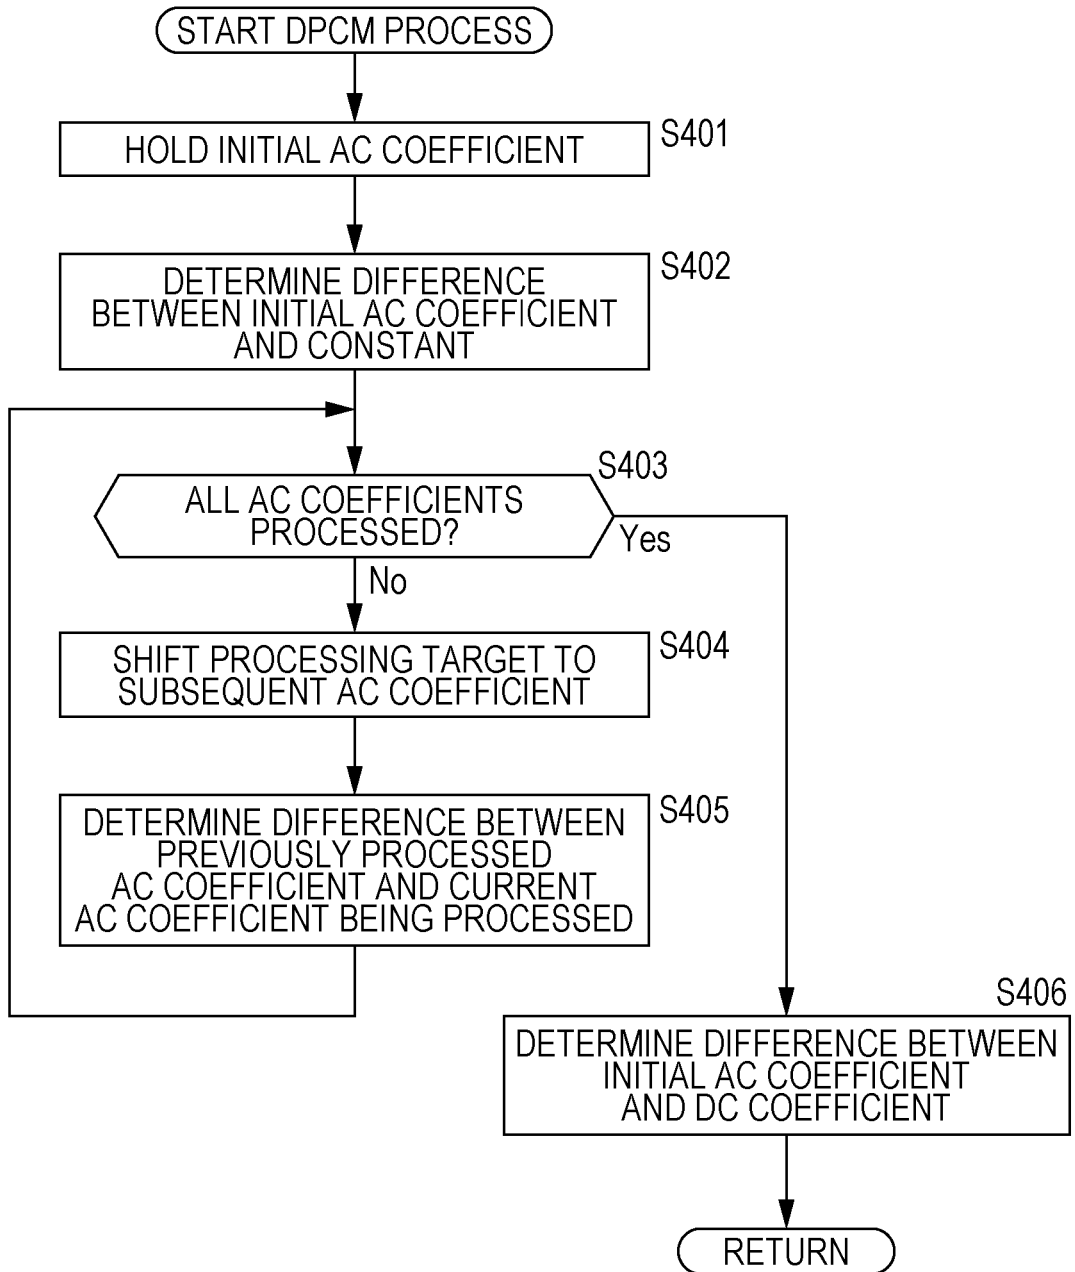 START DPCM PROCESS
HOLD INITIAL AC COEFFICIENT
S401
DETERMINE DIFFERENCE
BETWEEN INITIAL AC COEFFICIENT
AND CONSTANT
S402
ALL AC COEFFICIENTS
PROCESSED?
S403
Yes
No
SHIFT PROCESSING TARGET TO
SUBSEQUENT AC COEFFICIENT
S404
DETERMINE DIFFERENCE BETWEEN
PREVIOUSLY PROCESSED
AC COEFFICIENT AND CURRENT
AC COEFFICIENT BEING PROCESSED
S405
S406
DETERMINE DIFFERENCE BETWEEN
INITIAL AC COEFFICIENT
AND DC COEFFICIENT
RETURN